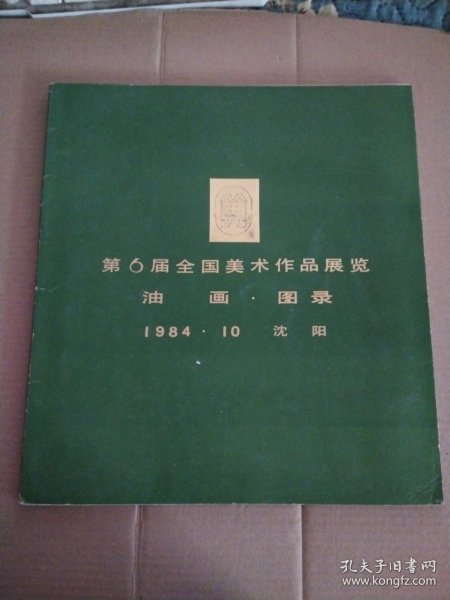 美
第6届全国美术作品展览
油 画·图录
1984·10 沈阳
孔夫子旧书网
www.kongfz.com